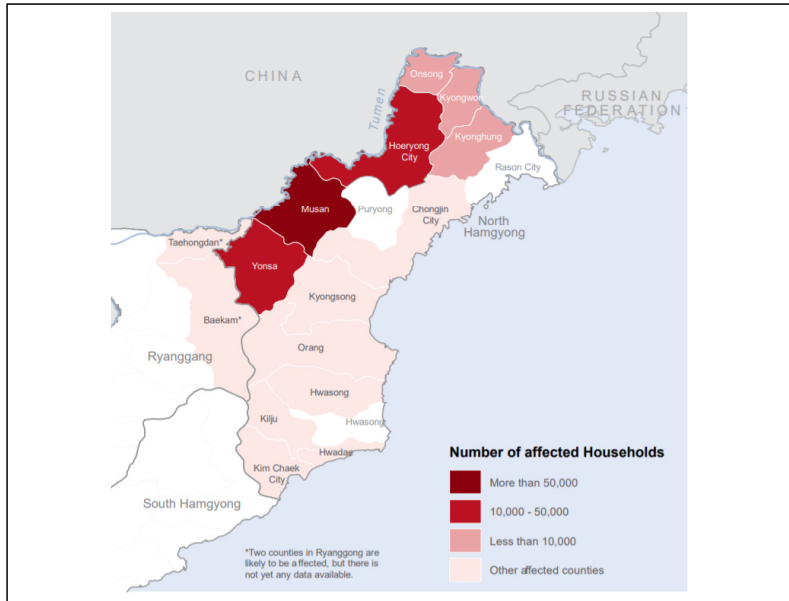 CHINA
Tumen
Onsong
Kyongwon
RUSSIAN
FEDERATION
Kyonghung
Hoeryong
City
Rason City
Musan
Puryong
Chongjin
City
North
Hamgyong
Taehongdan*
Yonsa
Kyongsong
Baekam*
Orang
Ryanggang
Hwasong
Kilju
Hwasong
Hwadae
Kim Chaek
City
South Hamgyong
Number of affected Households
More than 50,000
10,000 - 50,000
Less than 10,000
Other affected counties
*Two counties in Ryanggong are
likely to be affected, but there is
not yet any data available.